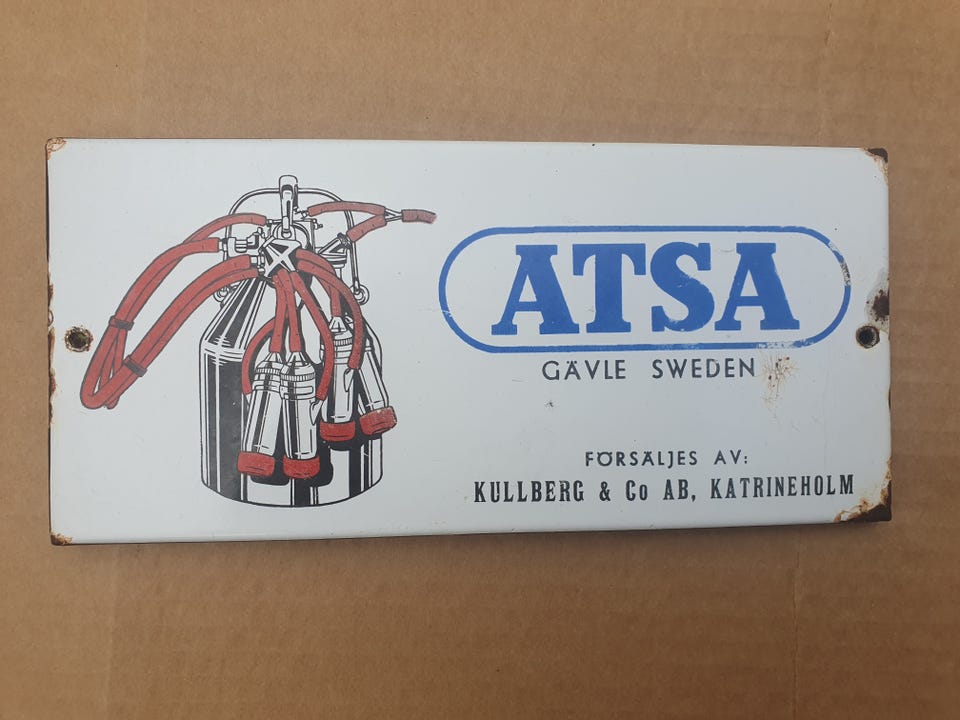 ATSA
GÄVLE SWEDEN
FÖRSÄLJES AV:
KULLBERG & Co AB, KATRINEHOLM